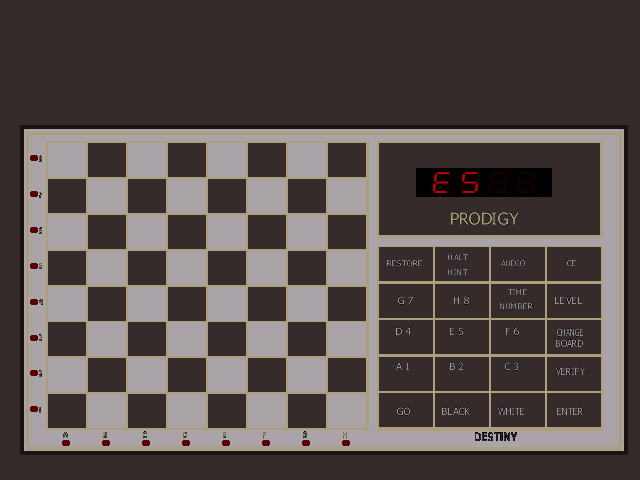 E5
PRODIGY
RESTORE
HALT
HINT
AUDIO
CE
G 7
H 8
TIME
NUMBER
LEVEL
D 4
E 5
F 6
CHANGE
BOARD
A 1
B 2
C 3
VERIFY
GO
BLACK
WHITE
ENTER
DESTINY